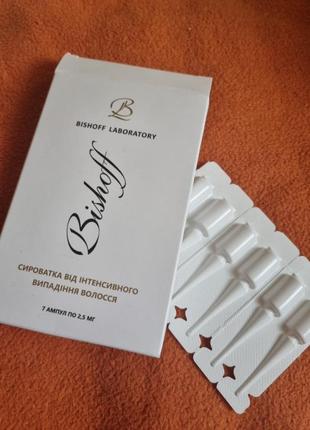 BISHOFF LABORATORY
Bishoff
СИРОВАТКА ВІД ІНТЕНСИВНОГО
ВИПАДІННЯ ВОЛОССЯ
7 АМПУЛ ПО 2,5 МГ